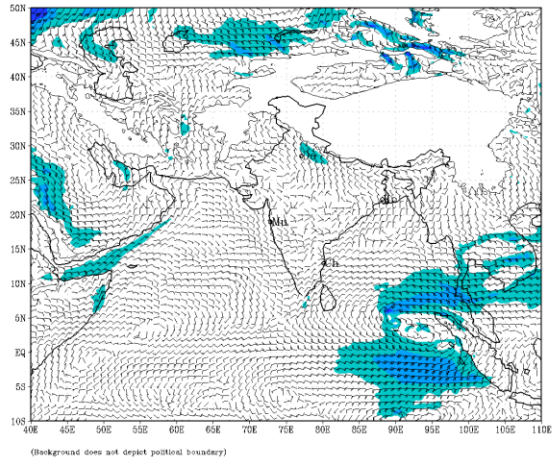 50N
45N
40N
35N
30N
25N
20N
15N
10N
5N
EQ
5S
10S
Mu
Ch
40E 45E 50E 55E 60E 65E 70E 75E 80E 85E 90E 95E 100E 105E 110E
(Background does not depict political boundary)